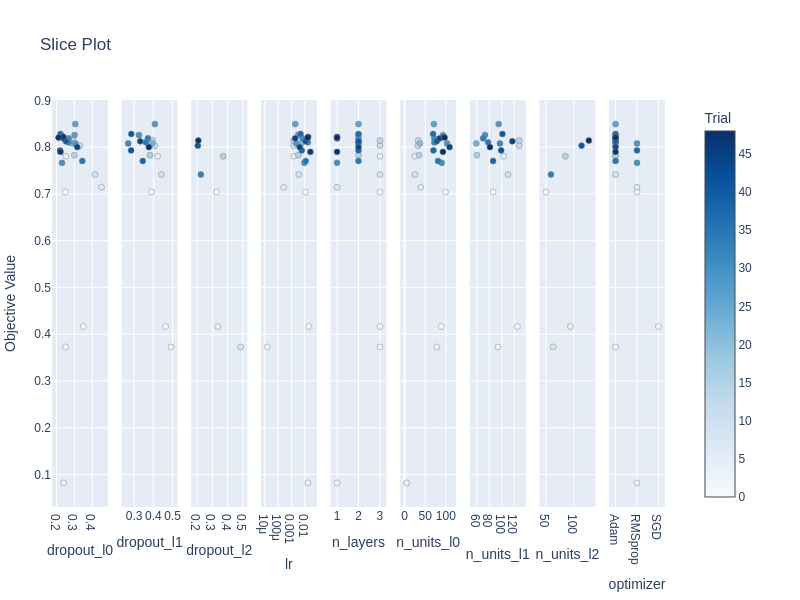 Slice Plot
Trial
Objective Value
0.9
0.8
0.7
0.6
0.5
0.4
0.3
0.2
0.1
45
40
35
30
25
20
15
10
5
0
0.2 0.3 0.4
dropout_l0
0.3 0.4 0.5
dropout_l1
0.2 0.3 0.4 0.5
dropout_l2
10μ 100μ 0.001 0.01
lr
1 2 3
n_layers
0 50 100
n_units_l0
60 80 100 120
n_units_l1
50 100
n_units_l2
Adam RMSprop SGD
optimizer